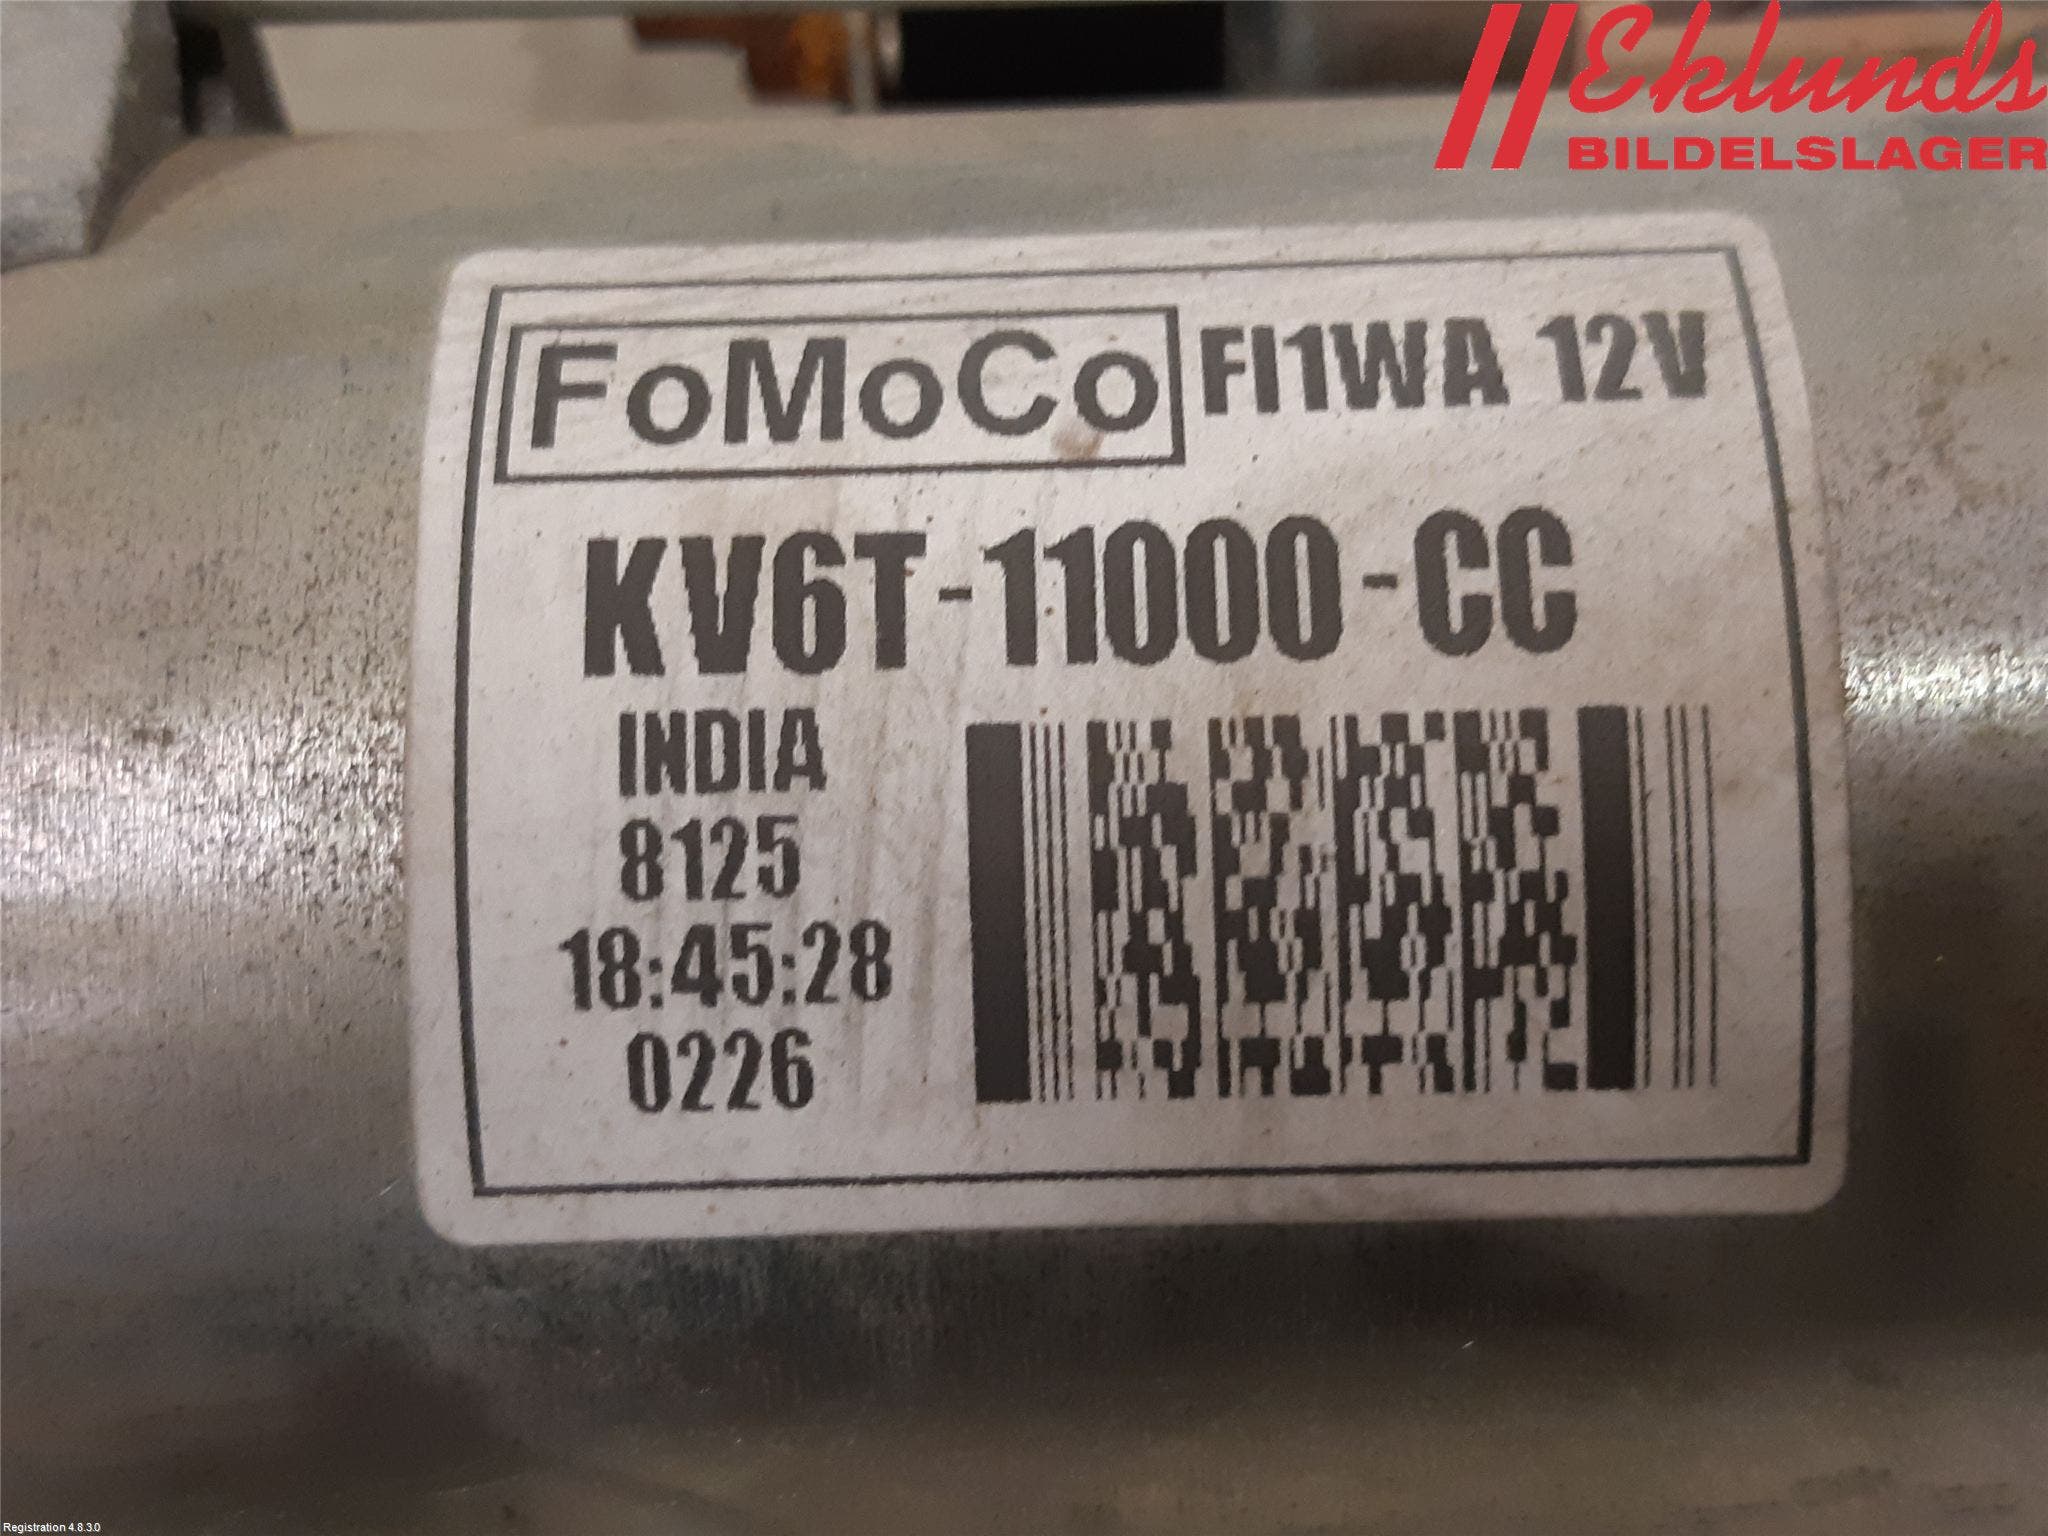 Eklunds
BILDELSLAGER
FoMoCo FI1WA 12V
KV6T-11000-CC
INDIA
8125
18:45:28
0226
Registration 4.8.3.0